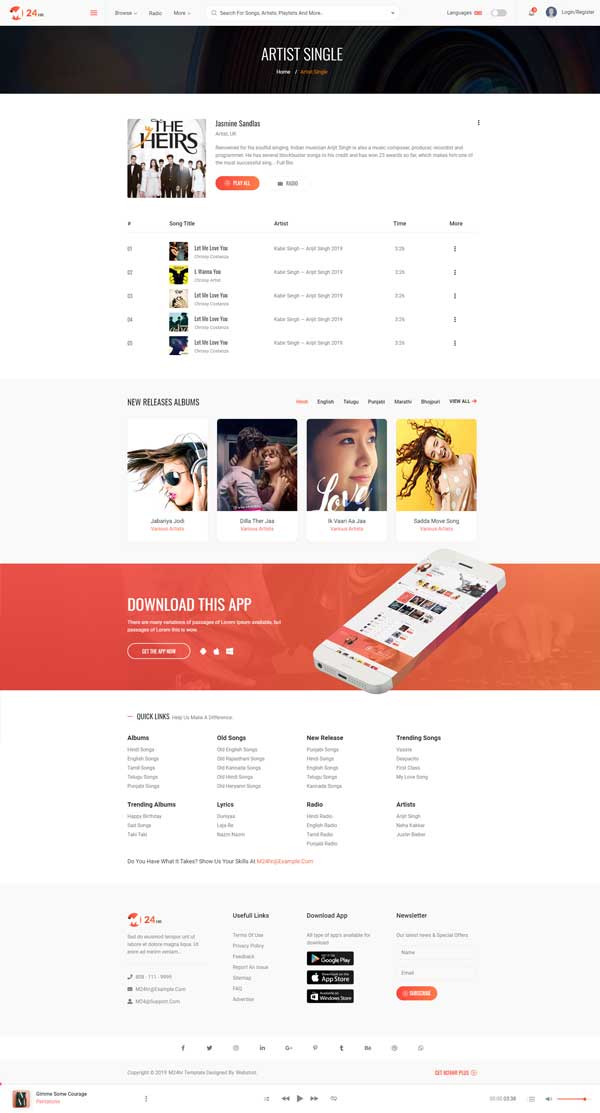 24 HR
Browse
Radio
More
Search For Songs, Artists, Playlists And More..
Languages
Login/Register
ARTIST SINGLE
Home / Artist Single
THE HEIRS
Jasmine Sandlas
Artist, UK
Renowned for his soulful singing, Indian musician Arijit Singh is also a music composer, producer, recordist and
programmer. He has several blockbuster songs to his credit and has won 23 awards so far, which makes him one of
the most successful sing... Full Bio
PLAY ALL
RADIO
# Song Title Artist Time More
01 Let Me Love You Kabir Singh — Arijit Singh 2019 3:26
Chrissy Costanza
02 I, Wanna You Kabir Singh — Arijit Singh 2019 3:26
Chrissy Artist
03 Let Me Love You Kabir Singh — Arijit Singh 2019 3:26
Chrissy Costanza
04 Let Me Love You Kabir Singh — Arijit Singh 2019 3:26
Chrissy Costanza
05 Let Me Love You Kabir Singh — Arijit Singh 2019 3:26
Chrissy Costanza
NEW RELEASES ALBUMS
Hindi English Telugu Punjabi Marathi Bhojpuri VIEW ALL
Love
Jabariya Jodi Dilla Ther Jaa Ik Vaari Aa Jaa Sadda Move Song
Various Artists Various Artists Various Artists Various Artists
DOWNLOAD THIS APP
There are many variations of passages of Lorem Ipsum available, but
passages of Lorem this is wow.
GET THE APP NOW
QUICK LINKS Help Us Make A Difference.
Albums Old Songs New Release Trending Songs
Hindi Songs Old English Songs Punjabi Songs Vaaste
English Songs Old Rajasthani Songs Hindi Songs Despacito
Tamil Songs Old Kannada Songs English Songs First Class
Telugu Songs Old Hindi Songs Telugu Songs My Love Song
Punjabi Songs Old Haryanvi Songs Kannada Songs
Trending Albums Lyrics Radio Artists
Happy Birthday Duniyaa Hindi Radio Arijit Singh
Sad Songs Laja Re English Radio Neha Kakkar
Taki Taki Nazm Nazm Tamil Radio Justin Bieber
Punjabi Radio
Do You Have What It Takes? Show Us Your Skills At M24hr@Example.Com
24 HR
Sed do eiusmod tempor unt ut
labore et dolore magna liqua. Ut
enim ad minim veniam...
808 - 111 - 9999
M24hr@Example.Com
M24@Support.Com
Usefull Links
Terms Of Use
Privacy Policy
Feedback
Report An Issue
Sitemap
FAQ
Advertise
Download App
All type of app's available for
download
Google Play
App Store
Windows Store
Newsletter
Our latest news & Special Offers
Name
Email
SUBSCRIBE
Copyright © 2019 M24hr Template Designed By Webstrot.
GET M24HR PLUS
Gimme Some Courage
Pentatonix
00:00 03:38